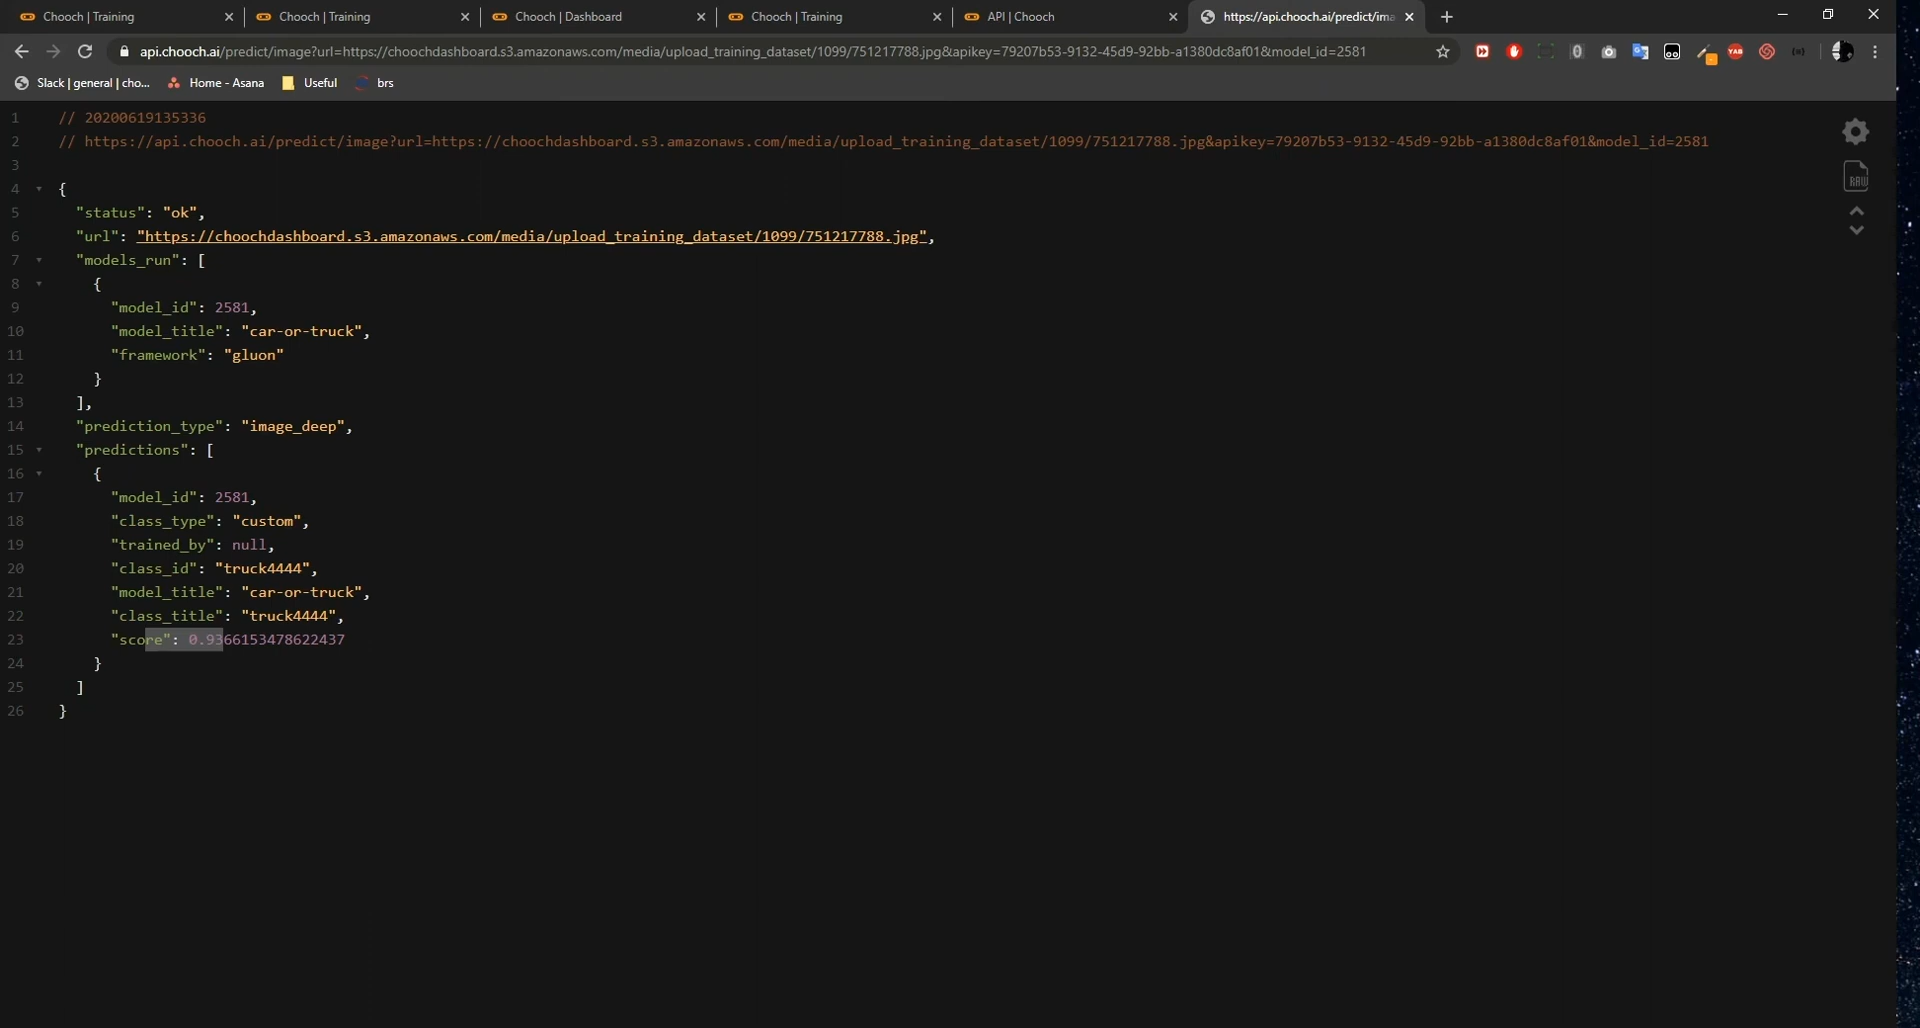 Chooch | Training
Chooch | Training
Chooch | Dashboard
Chooch | Training
API | Chooch
https://api.chooch.ai/predict/ima
api.chooch.ai/predict/image?url=https://choochdashboard.s3.amazonaws.com/media/upload_training_dataset/1099/751217788.jpg&apikey=79207b53-9132-45d9-92bb-a1380dc8af01&model_id=2581
Slack | general | cho...
Home - Asana
Useful
brs
1 // 20200619135336
2 // https://api.chooch.ai/predict/image?url=https://choochdashboard.s3.amazonaws.com/media/upload_training_dataset/1099/751217788.jpg&apikey=79207b53-9132-45d9-92bb-a1380dc8af01&model_id=2581
3
4 {
5 "status": "ok",
6 "url": "https://choochdashboard.s3.amazonaws.com/media/upload_training_dataset/1099/751217788.jpg",
7 "models_run": [
8 {
9 "model_id": 2581,
10 "model_title": "car-or-truck",
11 "framework": "gluon"
12 }
13 ],
14 "prediction_type": "image_deep",
15 "predictions": [
16 {
17 "model_id": 2581,
18 "class_type": "custom",
19 "trained_by": null,
20 "class_id": "truck4444",
21 "model_title": "car-or-truck",
22 "class_title": "truck4444",
23 "score": 0.9366153478622437
24 }
25 ]
26 }
RAW